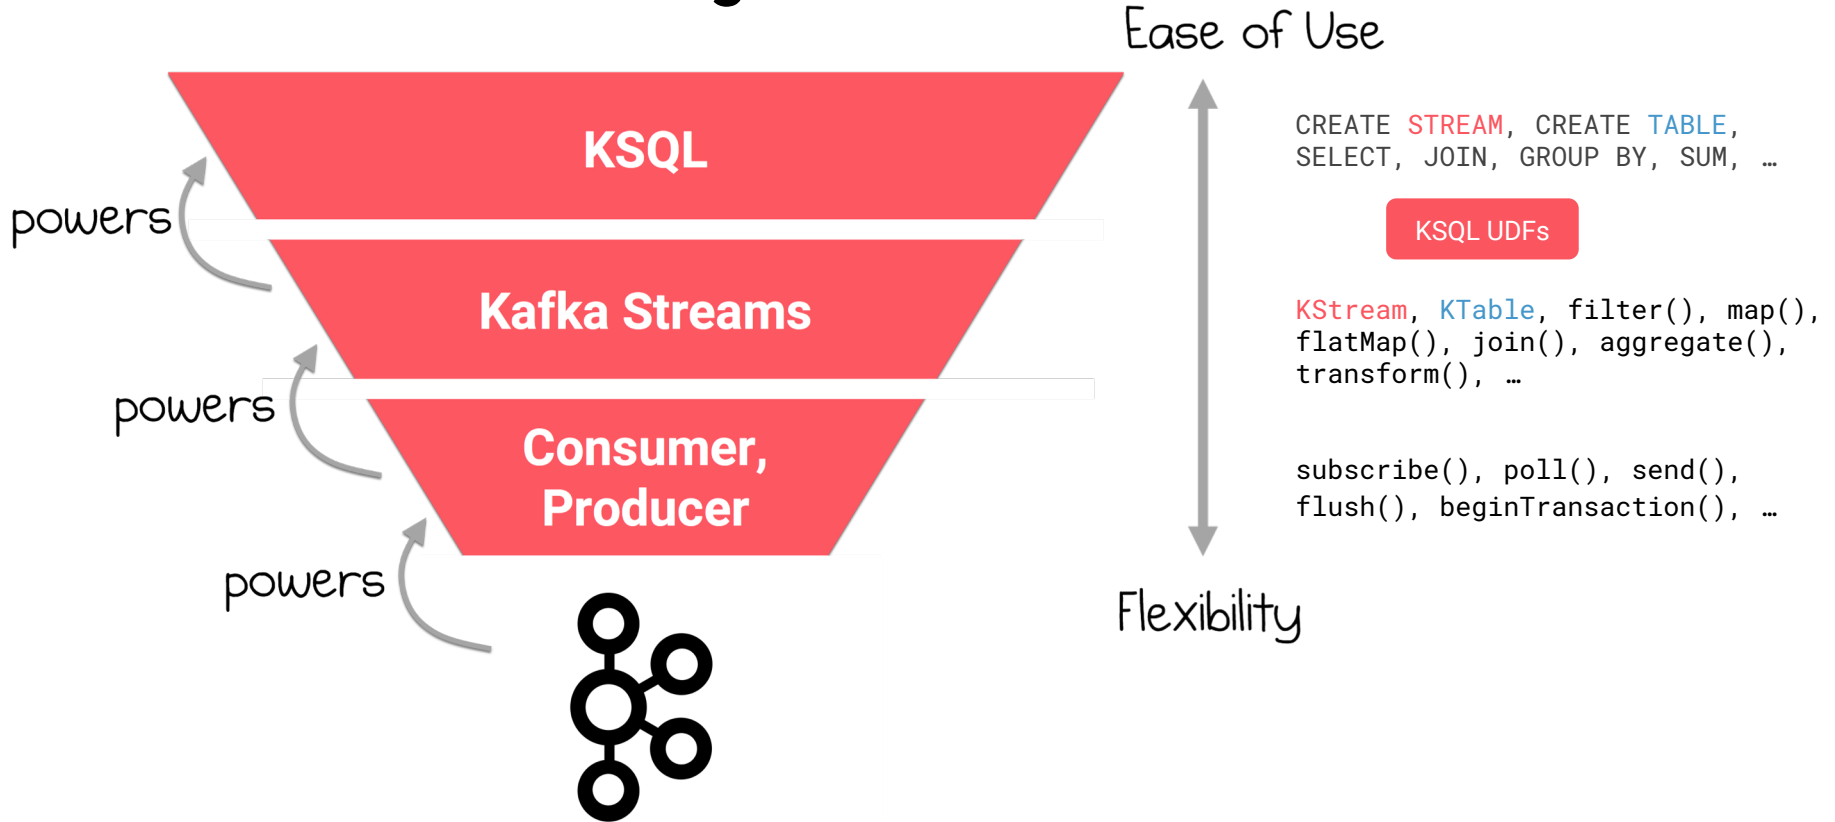 Ease of Use
KSQL
CREATE STREAM, CREATE TABLE,
SELECT, JOIN, GROUP BY, SUM, …
powers
KSQL UDFs
Kafka Streams
KStream, KTable, filter(), map(),
flatMap(), join(), aggregate(),
transform(), …
powers
Consumer,
Producer
subscribe(), poll(), send(),
flush(), beginTransaction(), …
powers
Flexibility